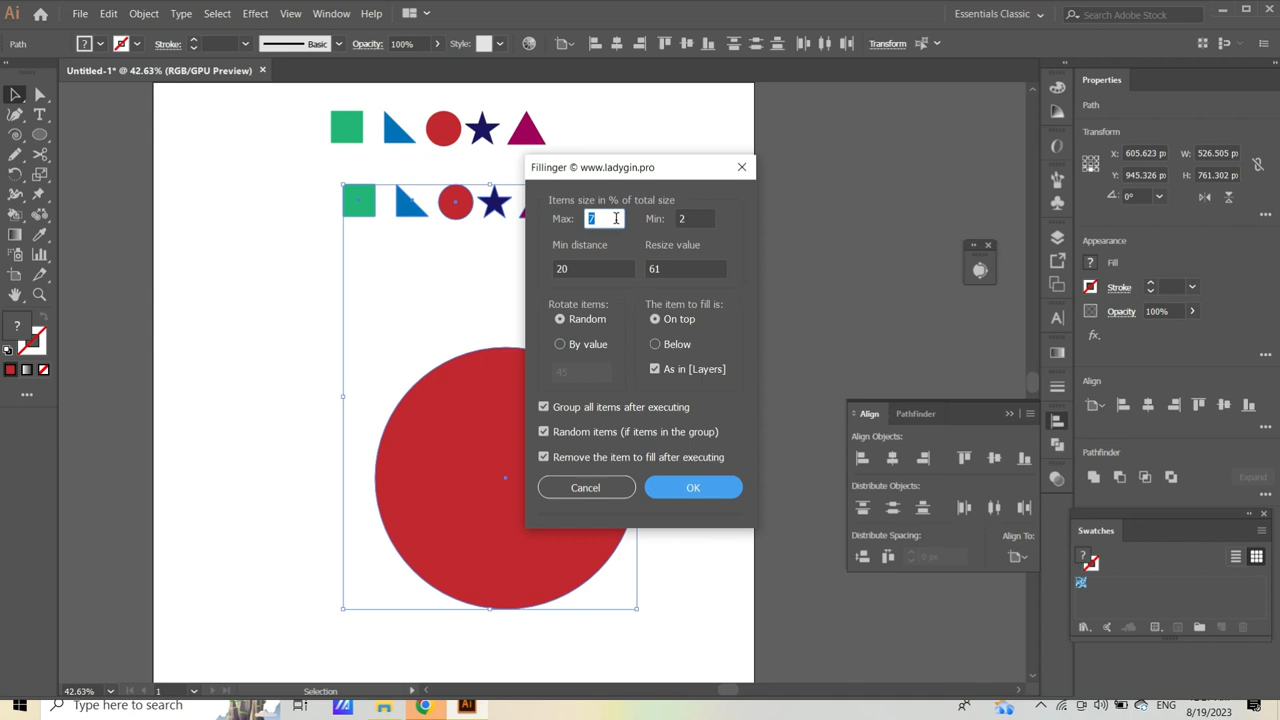 Ai File Edit Object Type Select Effect View Window Help Essentials Classic Search Adobe Stock
Path ? Stroke: Basic Opacity: 100% Style: Transform
Untitled-1* @ 42.63% (RGB/GPU Preview)
Properties
Path
Transform
X: 605.623 p W: 526.505 p
Y: 945.326 p H: 761.302 p
0°
Appearance
? Fill
Stroke
Opacity 100%
fx.
Align
Pathfinder
Expand
Fillinger © www.ladygin.pro
Items size in % of total size
Max: 7 Min: 2
Min distance Resize value
20 61
Rotate items: The item to fill is:
Random On top
By value Below
45 As in [Layers]
Group all items after executing
Random items (if items in the group)
Remove the item to fill after executing
Cancel OK
Align Pathfinder
Align Objects:
Distribute Objects:
Distribute Spacing: Align To:
0 px
Swatches
?
?
42.63% 1 Selection
Type here to search Ai
8/19/2023